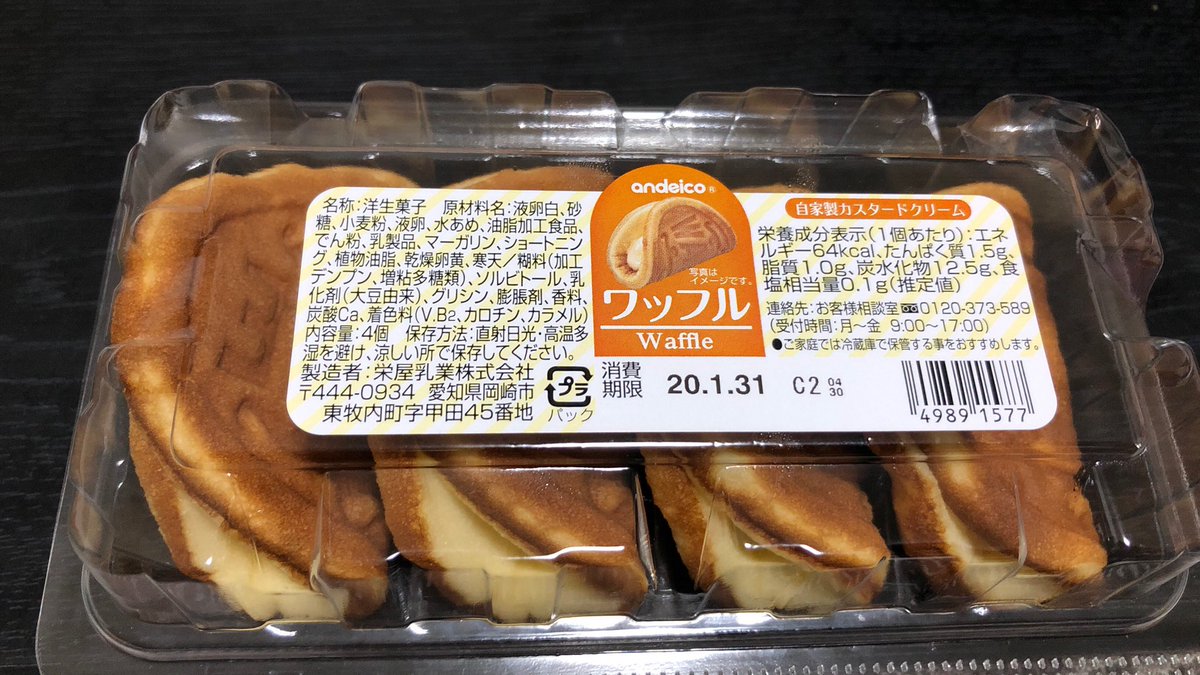 名称:洋生菓子 原材料名:液卵白、砂
糖、小麦粉、液卵、水あめ、油脂加工食品、
でん粉、乳製品、マーガリン、ショートニン
グ、植物油脂、乾燥卵黄、寒天／糊料(加工
デンプン、増粘多糖類)、ソルビトール、乳
化剤(大豆由来)、グリシン、膨脹剤、香料、
炭酸Ca、着色料(V.B2、カロチン、カラメル)
内容量:4個 保存方法:直射日光・高温多
湿を避け、涼しい所で保存してください。
製造者:栄屋乳業株式会社
〒444-0934 愛知県岡崎市
東牧内町字甲田45番地
プラ
パック
andeico®
写真は
イメージです。
ワッフル
Waffle
消費
期限
20.1.31 C2 04
30
自家製カスタードクリーム
栄養成分表示(1個あたり):エネ
ルギー64kcal、たんぱく質1.5g、
脂質1.0g、炭水化物12.5g、食
塩相当量0.1g(推定値)
連絡先:お客様相談室 0120-373-589
(受付時間:月～金 9:00～17:00)
●ご家庭では冷蔵庫で保管する事をおすすめします。
4989 1577